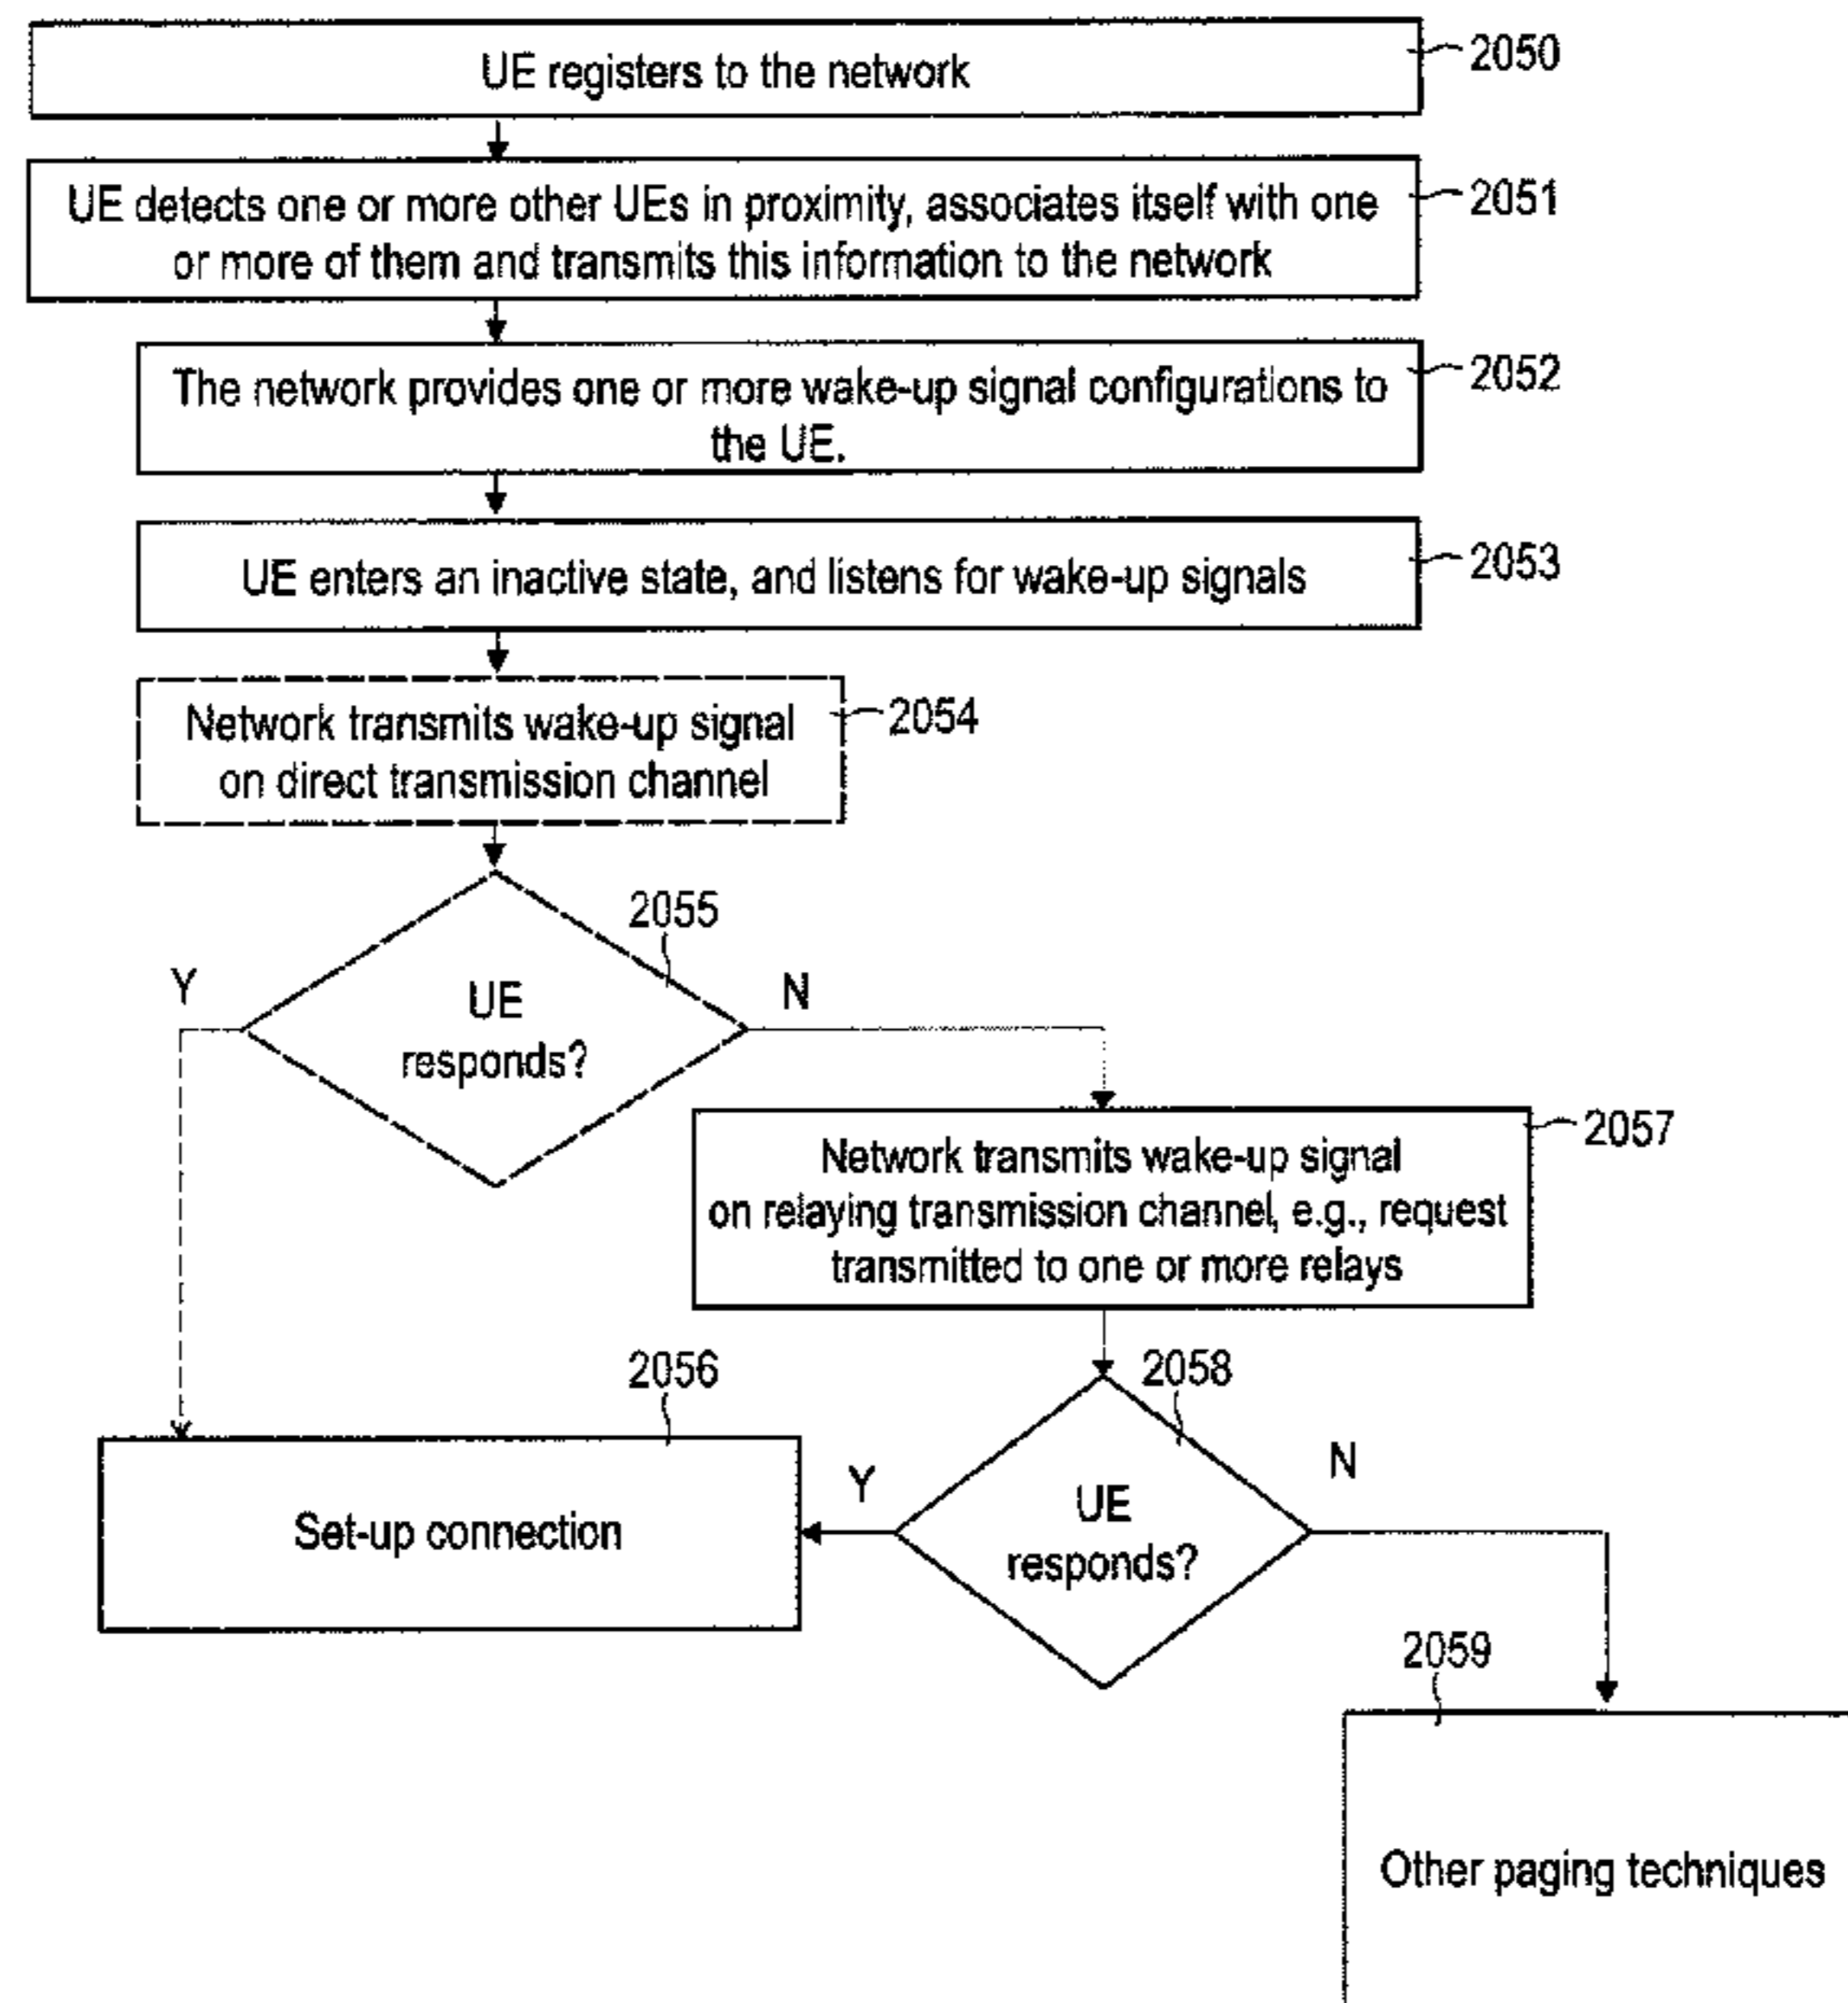 UE registers to the network
2050
UE detects one or more other UEs in proximity, associates itself with one
or more of them and transmits this information to the network
2051
The network provides one or more wake-up signal configurations to
the UE.
2052
UE enters an inactive state, and listens for wake-up signals
2053
Network transmits wake-up signal
on direct transmission channel
2054
2055
Y
UE
responds?
N
Network transmits wake-up signal
on relaying transmission channel, e.g., request
transmitted to one or more relays
2057
2056
Set-up connection
2058
Y
UE
responds?
N
2059
Other paging techniques